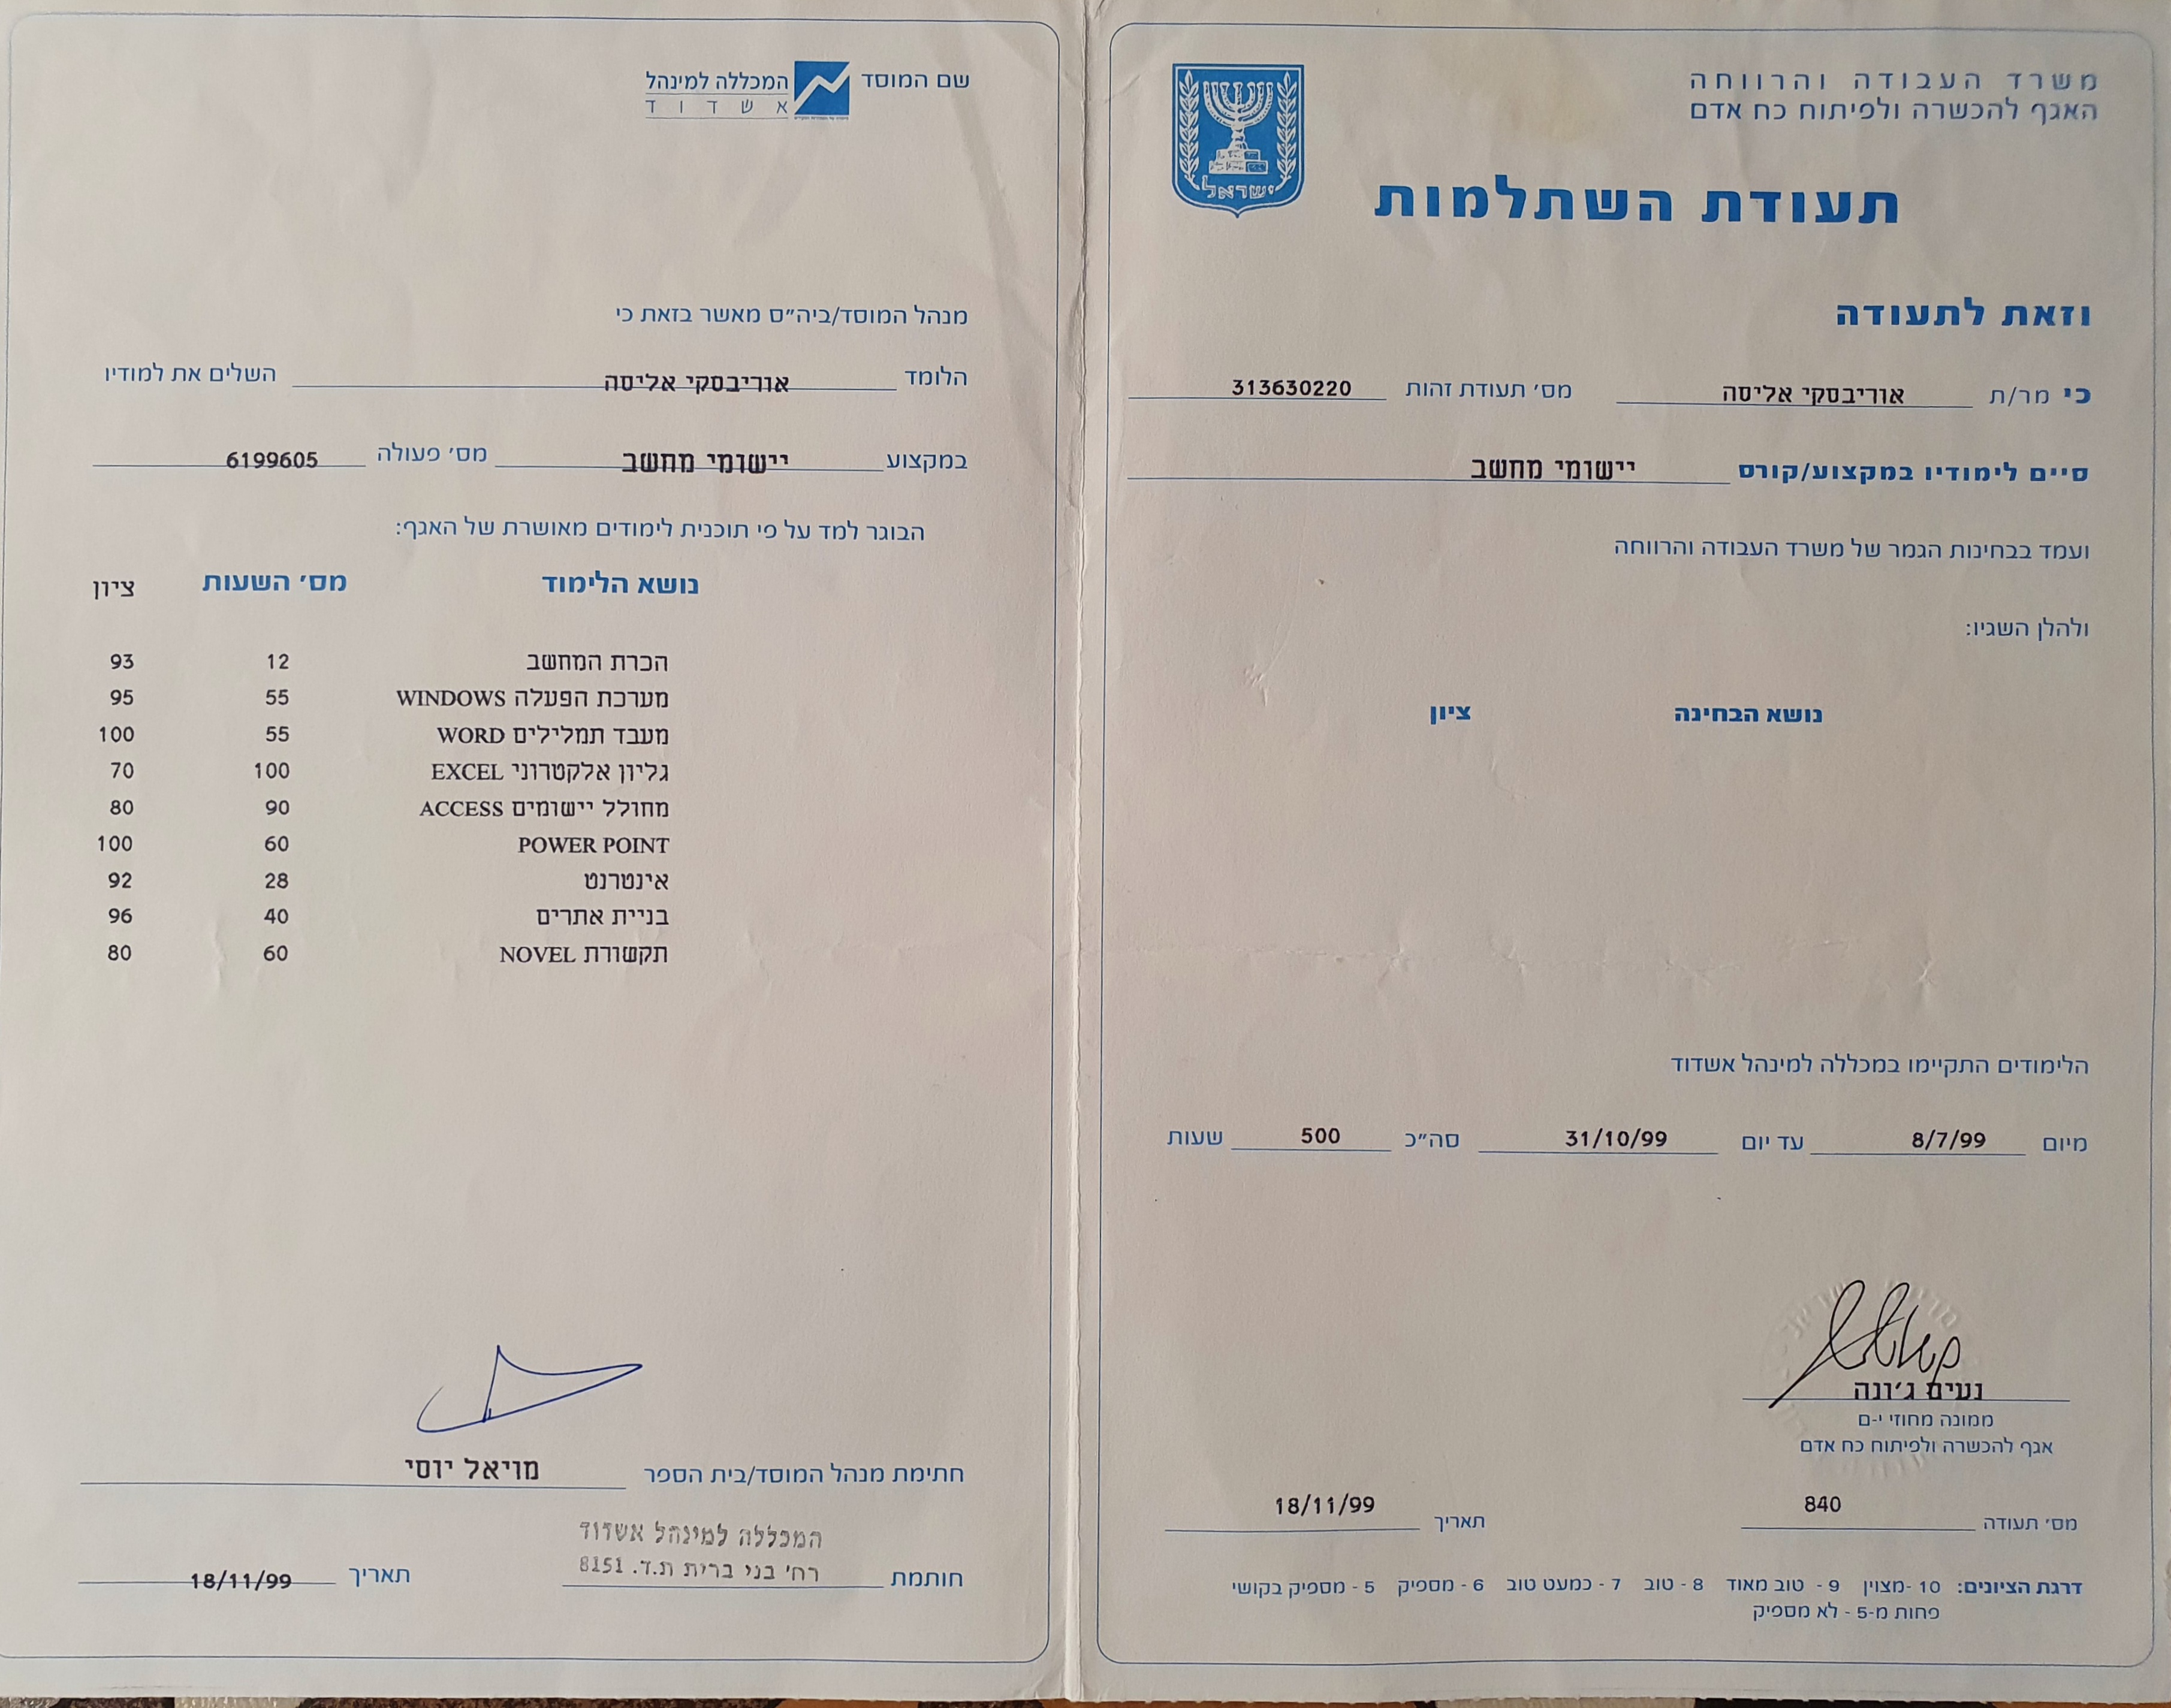 משרד העבודה והרווחה
האגף להכשרה ולפיתוח כח אדם
ישראל
תעודת השתלמות
וזאת לתעודה
כי מר/ת אוריבסקי אליסה מס׳ תעודת זהות 313630220
סיים לימודיו במקצוע/קורס יישומי מחשב
ועמד בבחינות הגמר של משרד העבודה והרווחה
ולהלן השגיו:
נושא הבחינה ציון
הלימודים התקיימו במכללה למינהל אשדוד
מיום 8/7/99 עד יום 31/10/99 סה״כ 500 שעות
נעים ג׳ונה
ממונה מחוזי י-ם
אגף להכשרה ולפיתוח כח אדם
מס׳ תעודה 840 תאריך 18/11/99
דרגת הציונים: 10 -מצוין 9 - טוב מאוד 8 - טוב 7 - כמעט טוב 6 - מספיק 5 - מספיק בקושי
פחות מ-5 - לא מספיק
שם המוסד המכללה למינהל
אשדוד
מנהל המוסד/ביה״ס מאשר בזאת כי
הלומד אוריבסקי אליסה השלים את למודיו
במקצוע יישומי מחשב מס׳ פעולה 6199605
הבוגר למד על פי תוכנית לימודים מאושרת של האגף:
נושא הלימוד מס׳ השעות ציון
הכרת המחשב 12 93
מערכת הפעלה WINDOWS 55 95
מעבד תמלילים WORD 55 100
גליון אלקטרוני EXCEL 100 70
מחולל יישומים ACCESS 90 80
POWER POINT 60 100
אינטרנט 28 92
בניית אתרים 40 96
תקשורת NOVEL 60 80
חתימת מנהל המוסד/בית הספר מויאל יוסי
המכללה למינהל אשדוד
רח' בני ברית ת.ד. 8151
חותמת תאריך 18/11/99